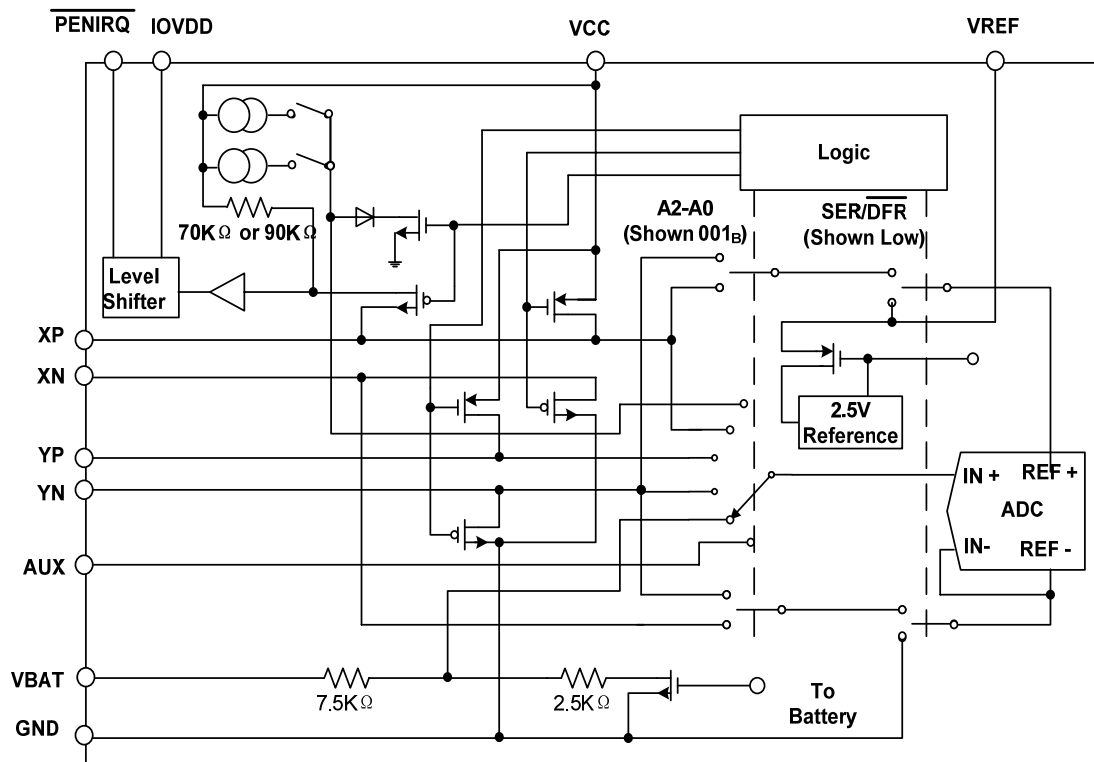 PENIRQ IOVDD VCC VREF
Logic
70KΩ or 90KΩ
A2-A0
(Shown 001B)
SER/DFR
(Shown Low)
Level
Shifter
XP
XN
2.5V
Reference
YP
YN
IN + REF +
ADC
IN- REF -
AUX
VBAT
7.5KΩ
2.5KΩ
To
Battery
GND